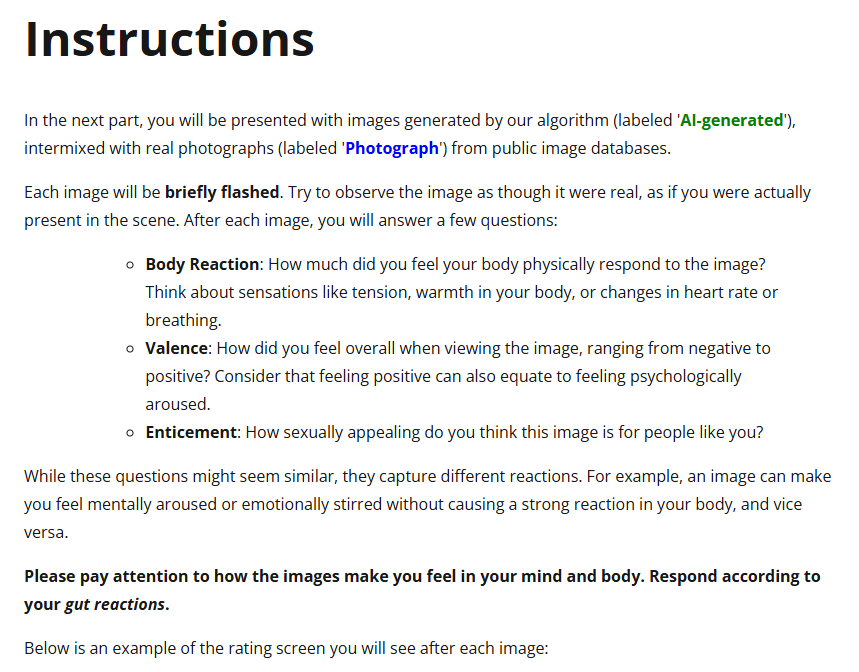 Instructions
In the next part, you will be presented with images generated by our algorithm (labeled 'AI-generated'),
intermixed with real photographs (labeled 'Photograph') from public image databases.
Each image will be briefly flashed. Try to observe the image as though it were real, as if you were actually
present in the scene. After each image, you will answer a few questions:
Body Reaction: How much did you feel your body physically respond to the image?
Think about sensations like tension, warmth in your body, or changes in heart rate or
breathing.
Valence: How did you feel overall when viewing the image, ranging from negative to
positive? Consider that feeling positive can also equate to feeling psychologically
aroused.
Enticement: How sexually appealing do you think this image is for people like you?
While these questions might seem similar, they capture different reactions. For example, an image can make
you feel mentally aroused or emotionally stirred without causing a strong reaction in your body, and vice
versa.
Please pay attention to how the images make you feel in your mind and body. Respond according to
your gut reactions.
Below is an example of the rating screen you will see after each image: